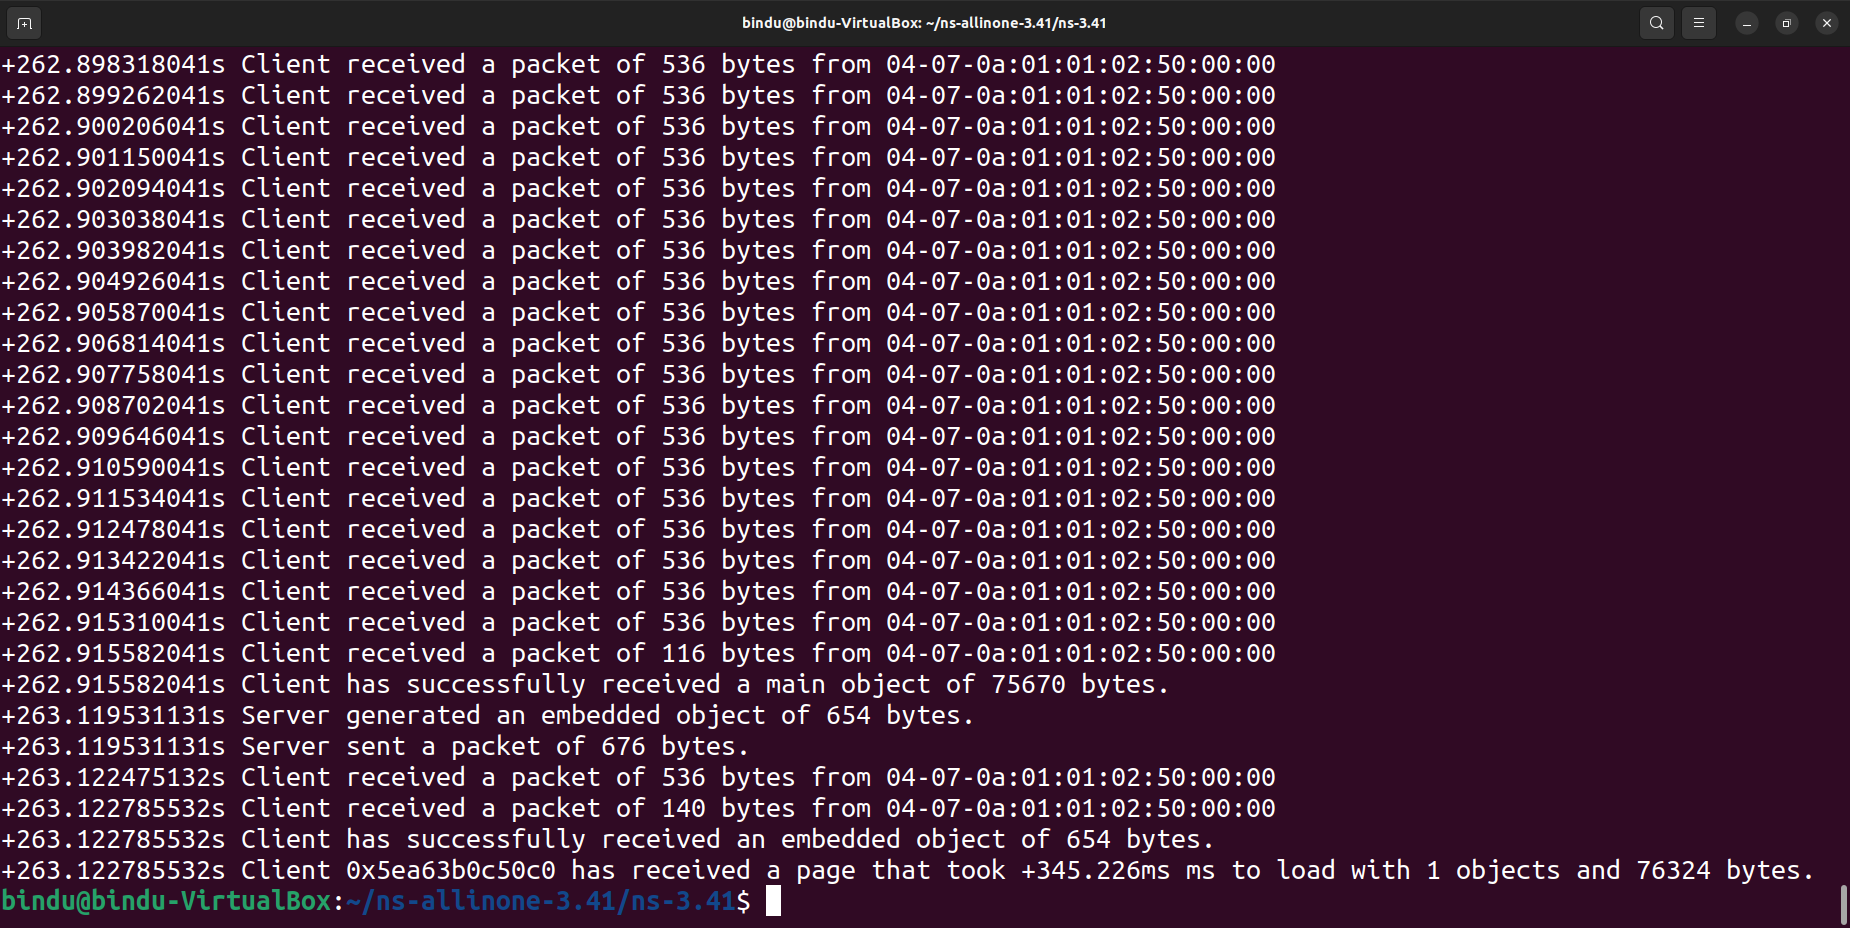 bindu@bindu-VirtualBox: ~/ns-allinone-3.41/ns-3.41
+262.898318041s Client received a packet of 536 bytes from 04-07-0a:01:01:02:50:00:00
+262.899262041s Client received a packet of 536 bytes from 04-07-0a:01:01:02:50:00:00
+262.900206041s Client received a packet of 536 bytes from 04-07-0a:01:01:02:50:00:00
+262.901150041s Client received a packet of 536 bytes from 04-07-0a:01:01:02:50:00:00
+262.902094041s Client received a packet of 536 bytes from 04-07-0a:01:01:02:50:00:00
+262.903038041s Client received a packet of 536 bytes from 04-07-0a:01:01:02:50:00:00
+262.903982041s Client received a packet of 536 bytes from 04-07-0a:01:01:02:50:00:00
+262.904926041s Client received a packet of 536 bytes from 04-07-0a:01:01:02:50:00:00
+262.905870041s Client received a packet of 536 bytes from 04-07-0a:01:01:02:50:00:00
+262.906814041s Client received a packet of 536 bytes from 04-07-0a:01:01:02:50:00:00
+262.907758041s Client received a packet of 536 bytes from 04-07-0a:01:01:02:50:00:00
+262.908702041s Client received a packet of 536 bytes from 04-07-0a:01:01:02:50:00:00
+262.909646041s Client received a packet of 536 bytes from 04-07-0a:01:01:02:50:00:00
+262.910590041s Client received a packet of 536 bytes from 04-07-0a:01:01:02:50:00:00
+262.911534041s Client received a packet of 536 bytes from 04-07-0a:01:01:02:50:00:00
+262.912478041s Client received a packet of 536 bytes from 04-07-0a:01:01:02:50:00:00
+262.913422041s Client received a packet of 536 bytes from 04-07-0a:01:01:02:50:00:00
+262.914366041s Client received a packet of 536 bytes from 04-07-0a:01:01:02:50:00:00
+262.915310041s Client received a packet of 536 bytes from 04-07-0a:01:01:02:50:00:00
+262.915582041s Client received a packet of 116 bytes from 04-07-0a:01:01:02:50:00:00
+262.915582041s Client has successfully received a main object of 75670 bytes.
+263.119531131s Server generated an embedded object of 654 bytes.
+263.119531131s Server sent a packet of 676 bytes.
+263.122475132s Client received a packet of 536 bytes from 04-07-0a:01:01:02:50:00:00
+263.122785532s Client received a packet of 140 bytes from 04-07-0a:01:01:02:50:00:00
+263.122785532s Client has successfully received an embedded object of 654 bytes.
+263.122785532s Client 0x5ea63b0c50c0 has received a page that took +345.226ms ms to load with 1 objects and 76324 bytes.
bindu@bindu-VirtualBox:~/ns-allinone-3.41/ns-3.41$